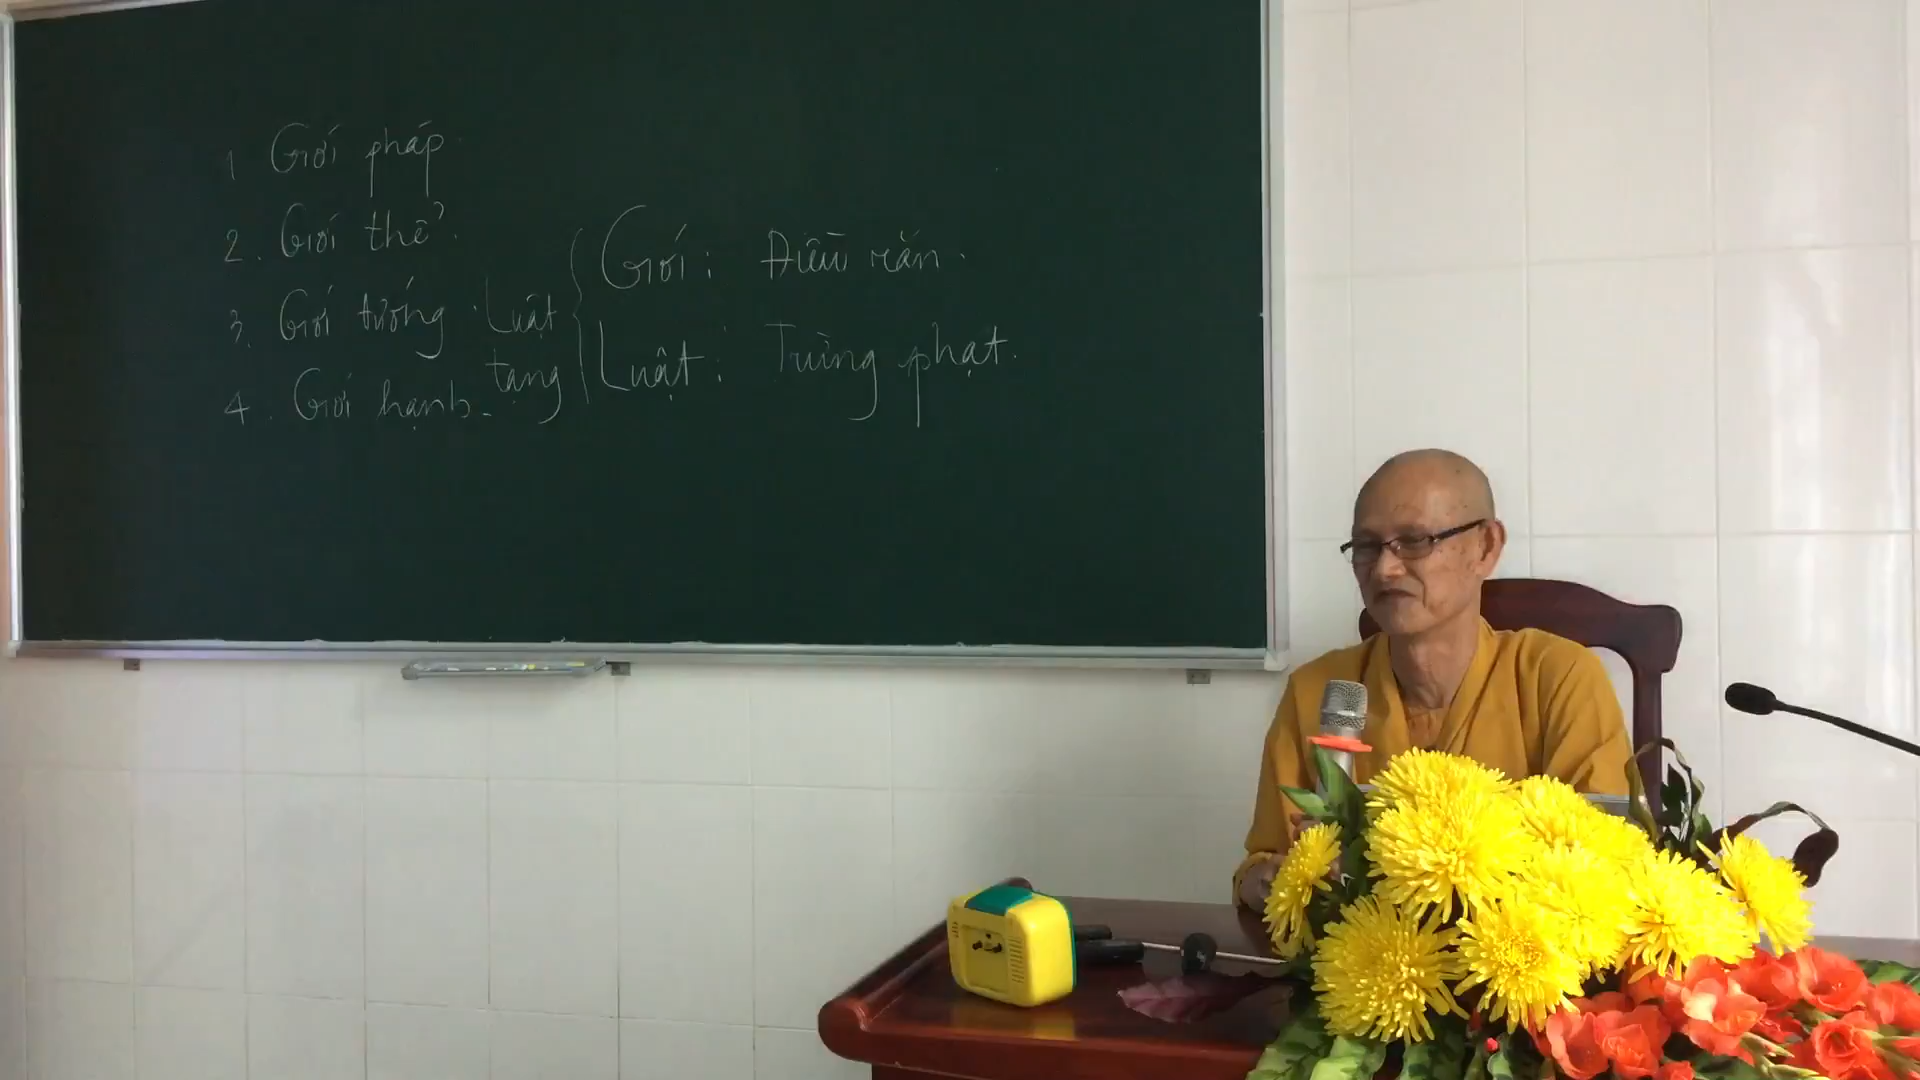 1 Giới pháp.
2. Giới thể.
3. Giới tướng
4. Giới hạnh.
Luật tạng
Giới: Điều răn.
Luật: Trừng phạt.